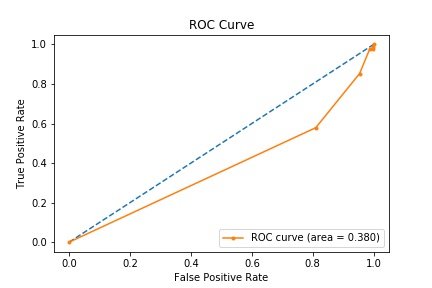 ROC Curve
1.0
0.8
0.6
0.4
0.2
0.0
True Positive Rate
ROC curve (area = 0.380)
0.0 0.2 0.4 0.6 0.8 1.0
False Positive Rate